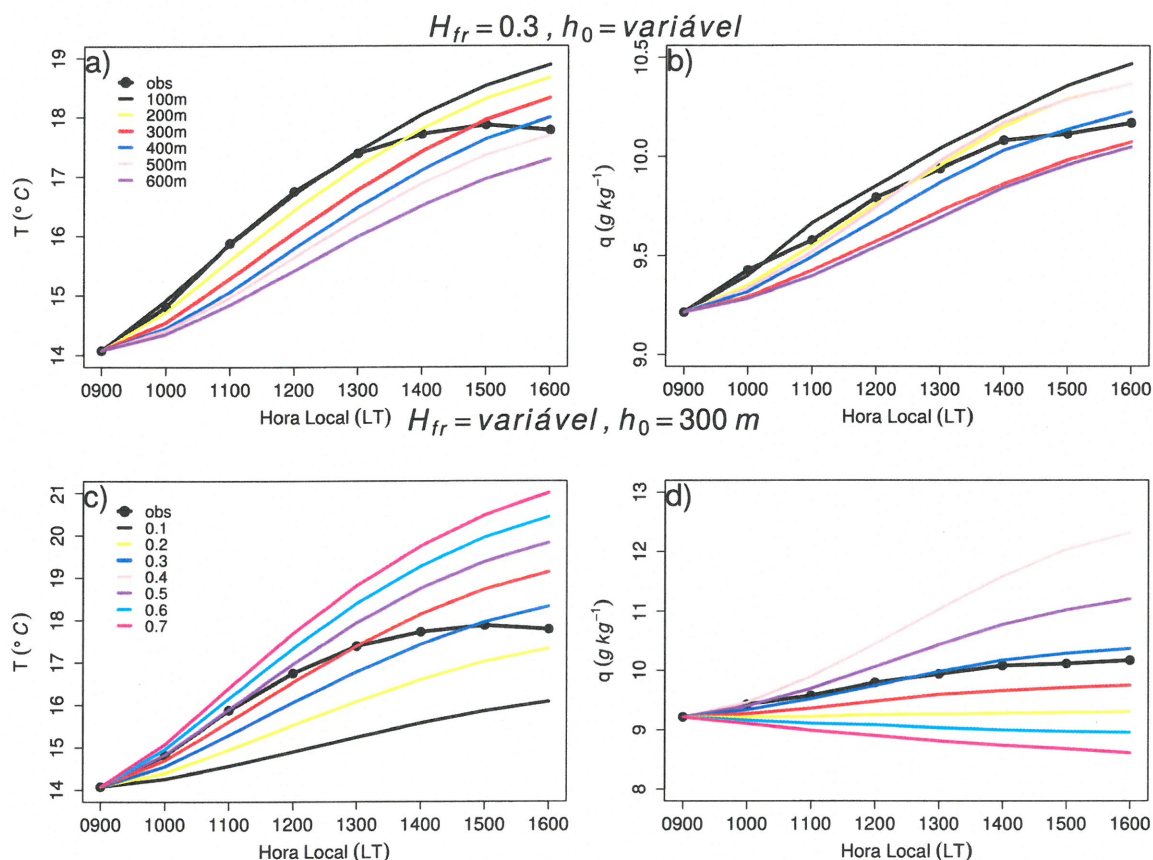 H_fr = 0.3 , h_0 = variável
a)
T (° C)
19
18
17
16
15
14
obs
100m
200m
300m
400m
500m
600m
0900 1000 1100 1200 1300 1400 1500 1600
Hora Local (LT)
b)
q (g kg⁻¹)
10.5
10.0
9.5
9.0
0900 1000 1100 1200 1300 1400 1500 1600
Hora Local (LT)
H_fr = variável , h_0 = 300 m
c)
T (° C)
21
20
19
18
17
16
15
14
obs
0.1
0.2
0.3
0.4
0.5
0.6
0.7
0900 1000 1100 1200 1300 1400 1500 1600
Hora Local (LT)
d)
q (g kg⁻¹)
13
12
11
10
9
8
0900 1000 1100 1200 1300 1400 1500 1600
Hora Local (LT)